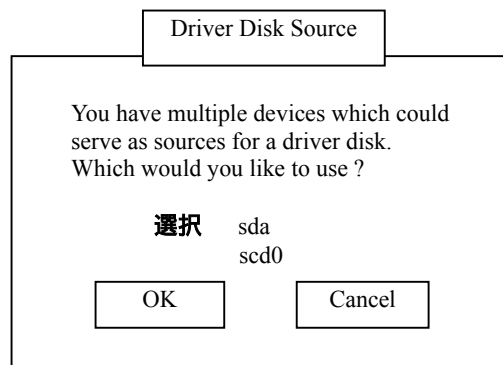 Driver Disk Source
You have multiple devices which could
serve as sources for a driver disk.
Which would you like to use ?
選択 sda
scd0
OK Cancel